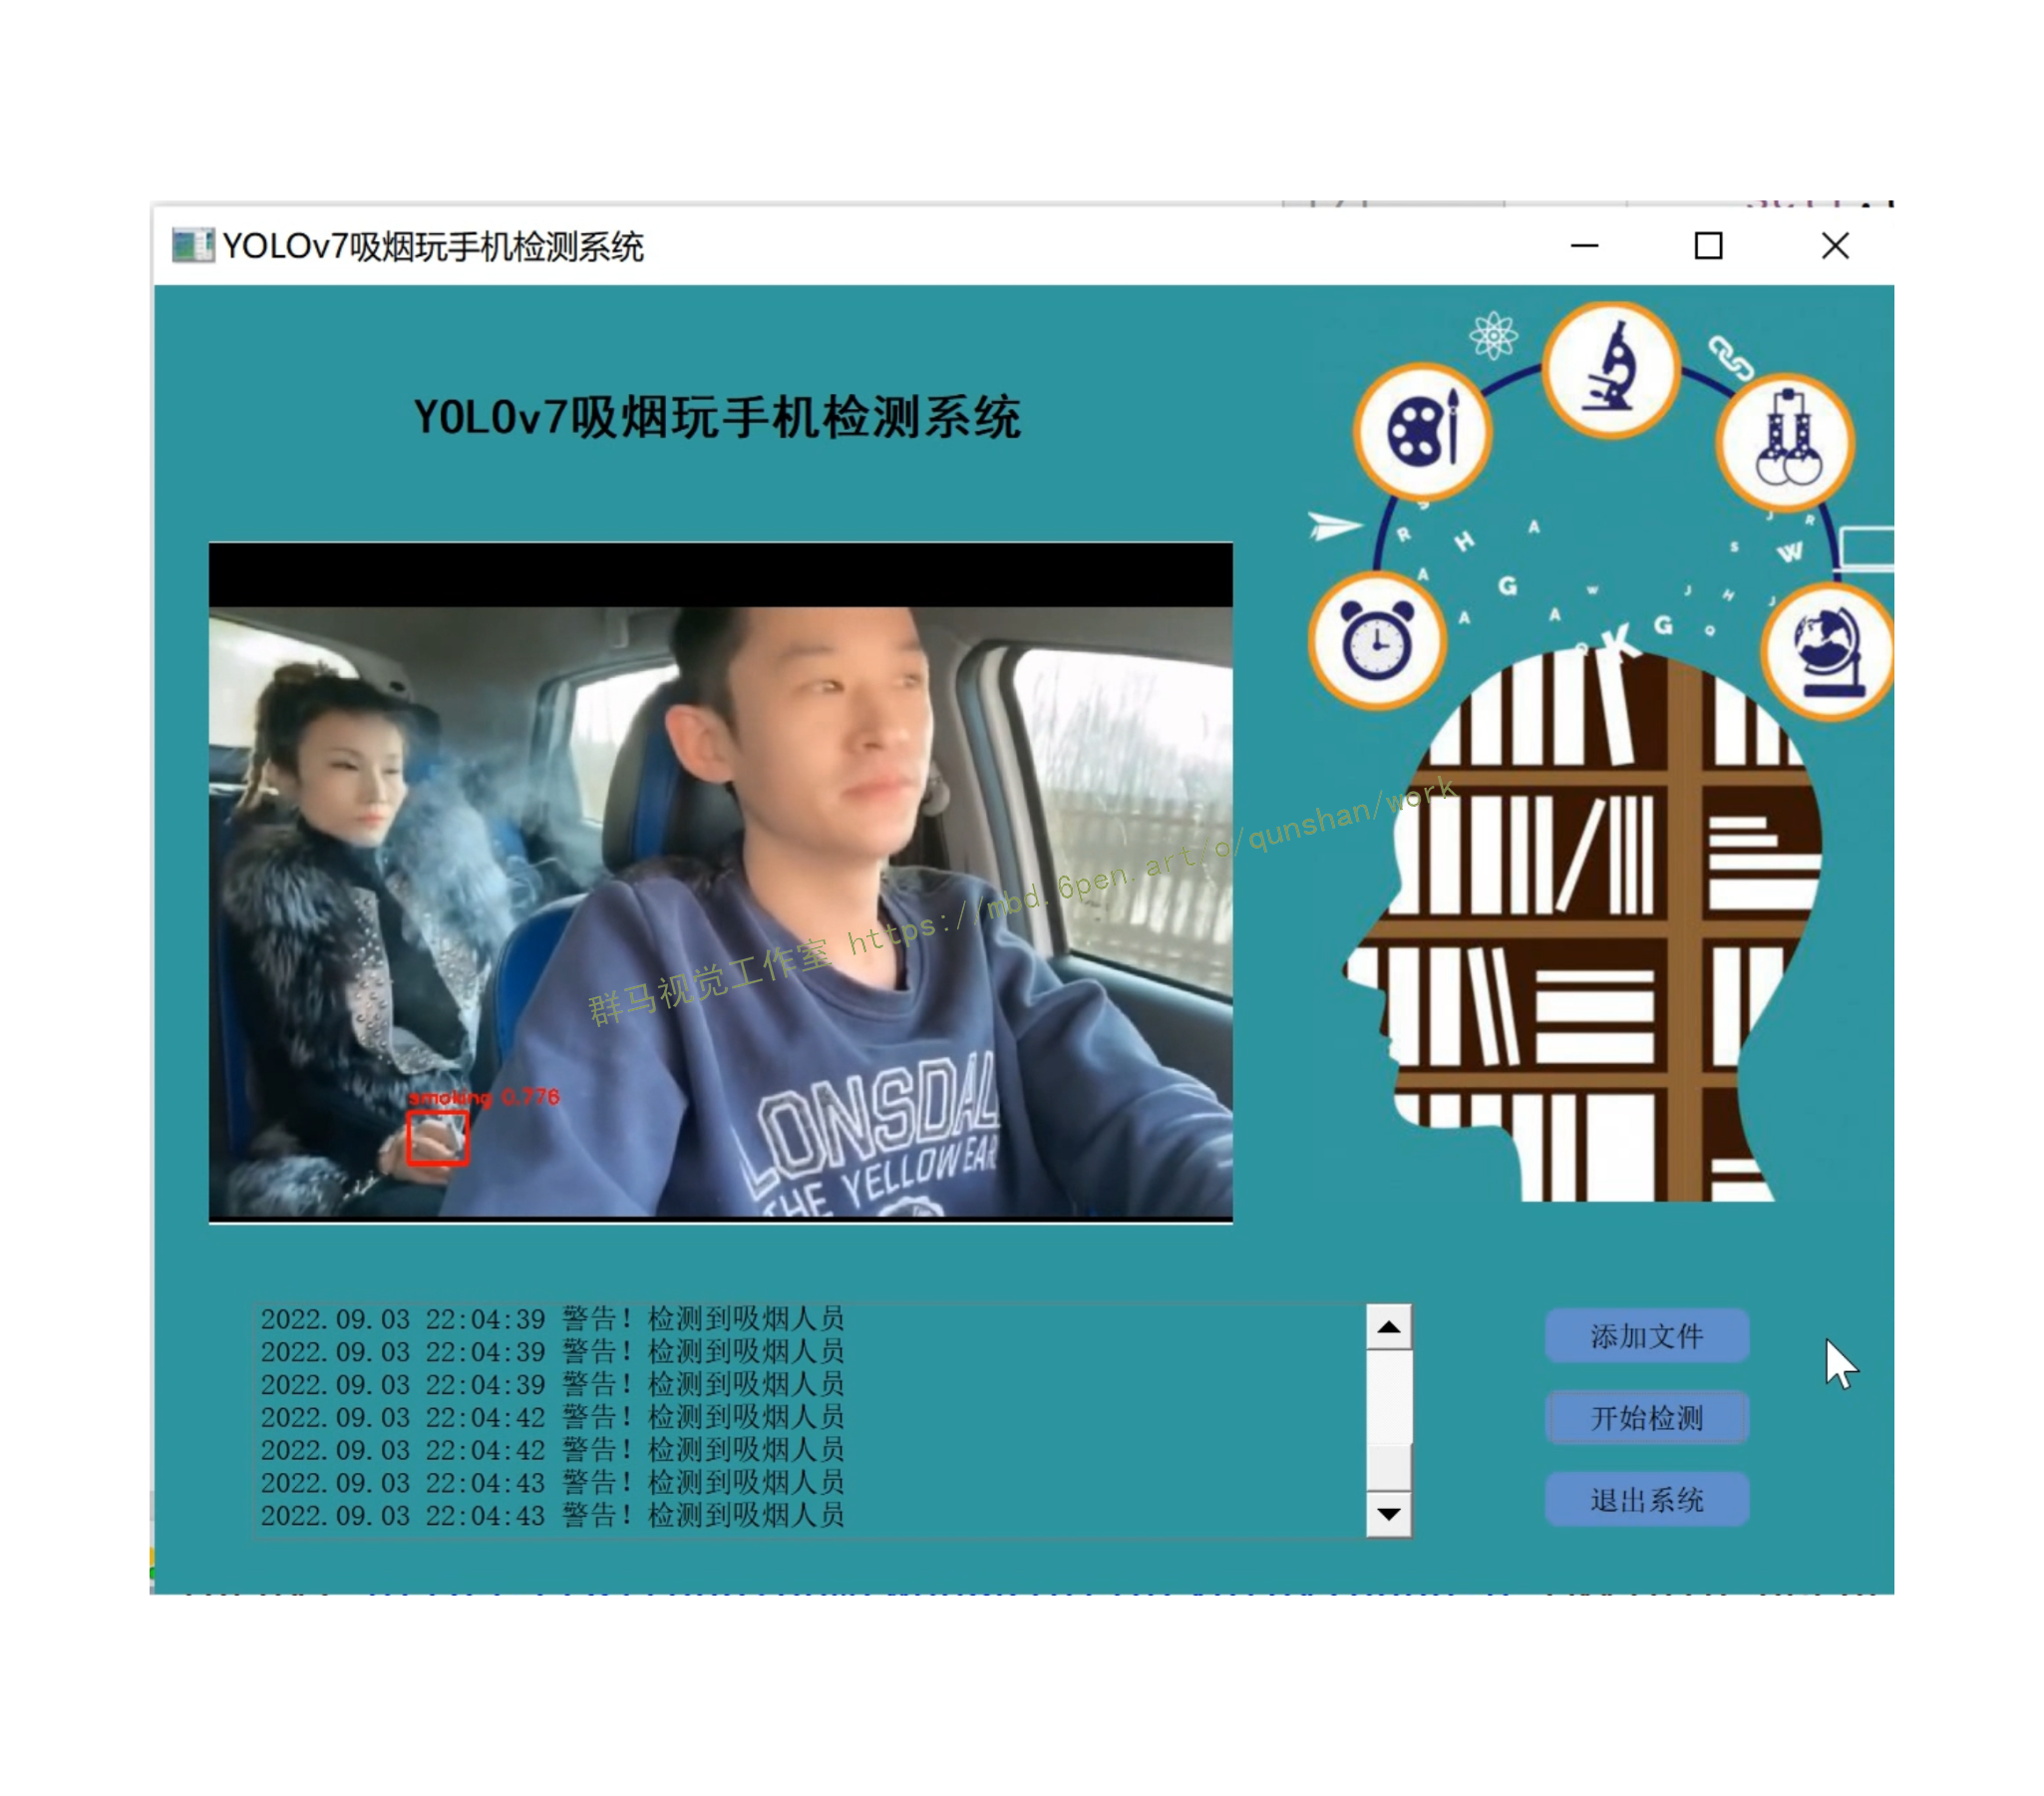 YOLOv7吸烟玩手机检测系统
YOLOv7吸烟玩手机检测系统
smoking 0.776
LONSDAL
THE YELLOW EAR
群马视觉工作室 https://mbd.6pen.art.o/qunshan/work
R H A J R
S W
A G A A W J H J
K G Q
2022.09.03 22:04:39 警告！检测到吸烟人员
2022.09.03 22:04:39 警告！检测到吸烟人员
2022.09.03 22:04:39 警告！检测到吸烟人员
2022.09.03 22:04:42 警告！检测到吸烟人员
2022.09.03 22:04:42 警告！检测到吸烟人员
2022.09.03 22:04:43 警告！检测到吸烟人员
2022.09.03 22:04:43 警告！检测到吸烟人员
添加文件
开始检测
退出系统